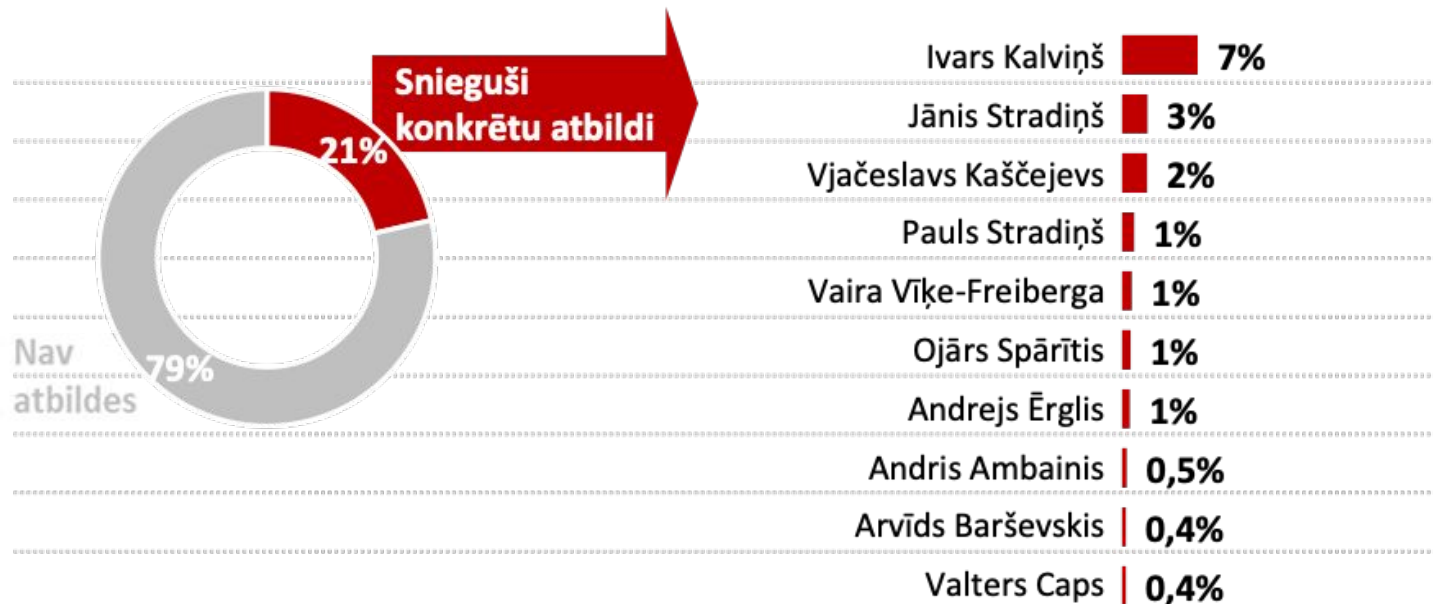 Snieguši
konkrētu atbildi
21%
79%
Nav
atbildes
Ivars Kalviņš 7%
Jānis Stradiņš 3%
Vjačeslavs Kaščejevs 2%
Pauls Stradiņš 1%
Vaira Vīķe-Freiberga 1%
Ojārs Spārītis 1%
Andrejs Ērglis 1%
Andris Ambainis 0,5%
Arvīds Barševskis 0,4%
Valters Caps 0,4%